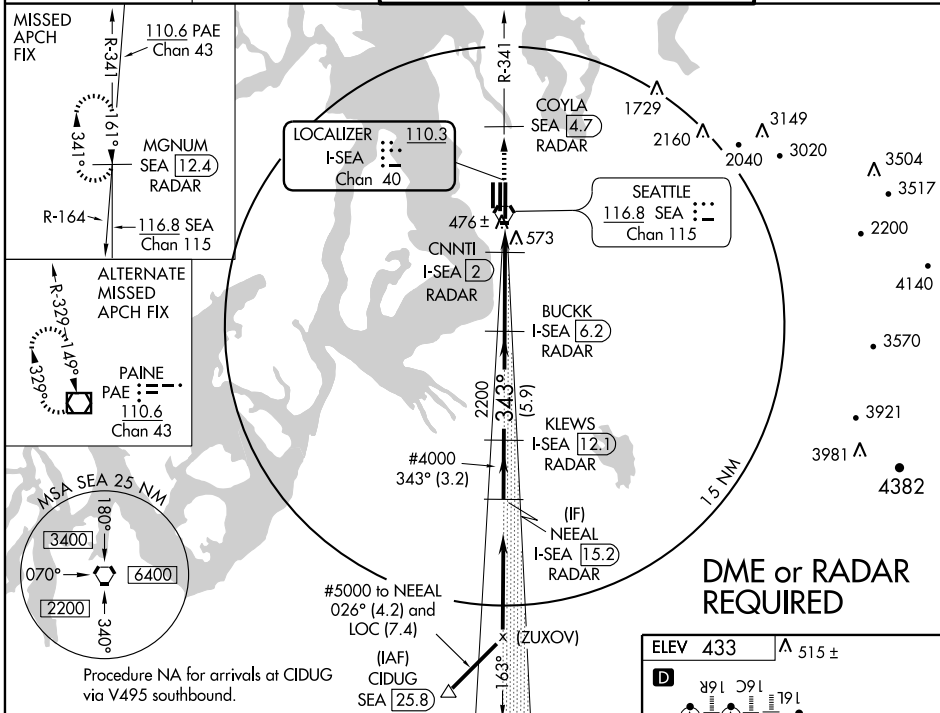 MISSED
APCH
FIX
110.6 PAE
Chan 43
R-341
161°
341°
MGNUM
SEA 12.4
RADAR
R-164
116.8 SEA
Chan 115
ALTERNATE
MISSED
APCH FIX
R-329
149°
329°
PAINE
PAE
110.6
Chan 43
MSA SEA 25 NM
180°
3400
070°
6400
2200
340°
Procedure NA for arrivals at CIDUG
via V495 southbound.
R-341
COYLA
SEA 4.7
RADAR
LOCALIZER 110.3
I-SEA
Chan 40
SEATTLE
116.8 SEA
Chan 115
476 ±
573
CNNTI
I-SEA 2
RADAR
BUCKK
I-SEA 6.2
RADAR
2200
343°
(5.9)
KLEWS
I-SEA 12.1
RADAR
#4000
343° (3.2)
(IF)
NEEAL
I-SEA 15.2
RADAR
15 NM
#5000 to NEEAL
026° (4.2) and
LOC (7.4)
(ZUXOV)
(IAF)
CIDUG
SEA 25.8
163°
1729
2160
2040
3149
3020
3504
3517
2200
4140
3570
3921
3981
4382
DME or RADAR
REQUIRED
ELEV 433
515 ±
D
16R
16C
16L